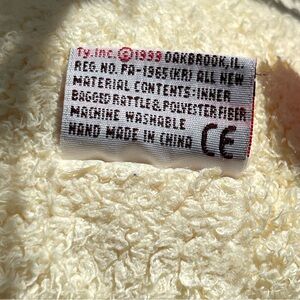 Ty. Inc. ©1999 OAKBROOK, IL
REG. NO. PA-1965(KR) ALL NEW
MATERIAL CONTENTS: INNER
BAGGED RATTLE & POLYESTER FIBER
MACHINE WASHABLE
HAND MADE IN CHINA CE